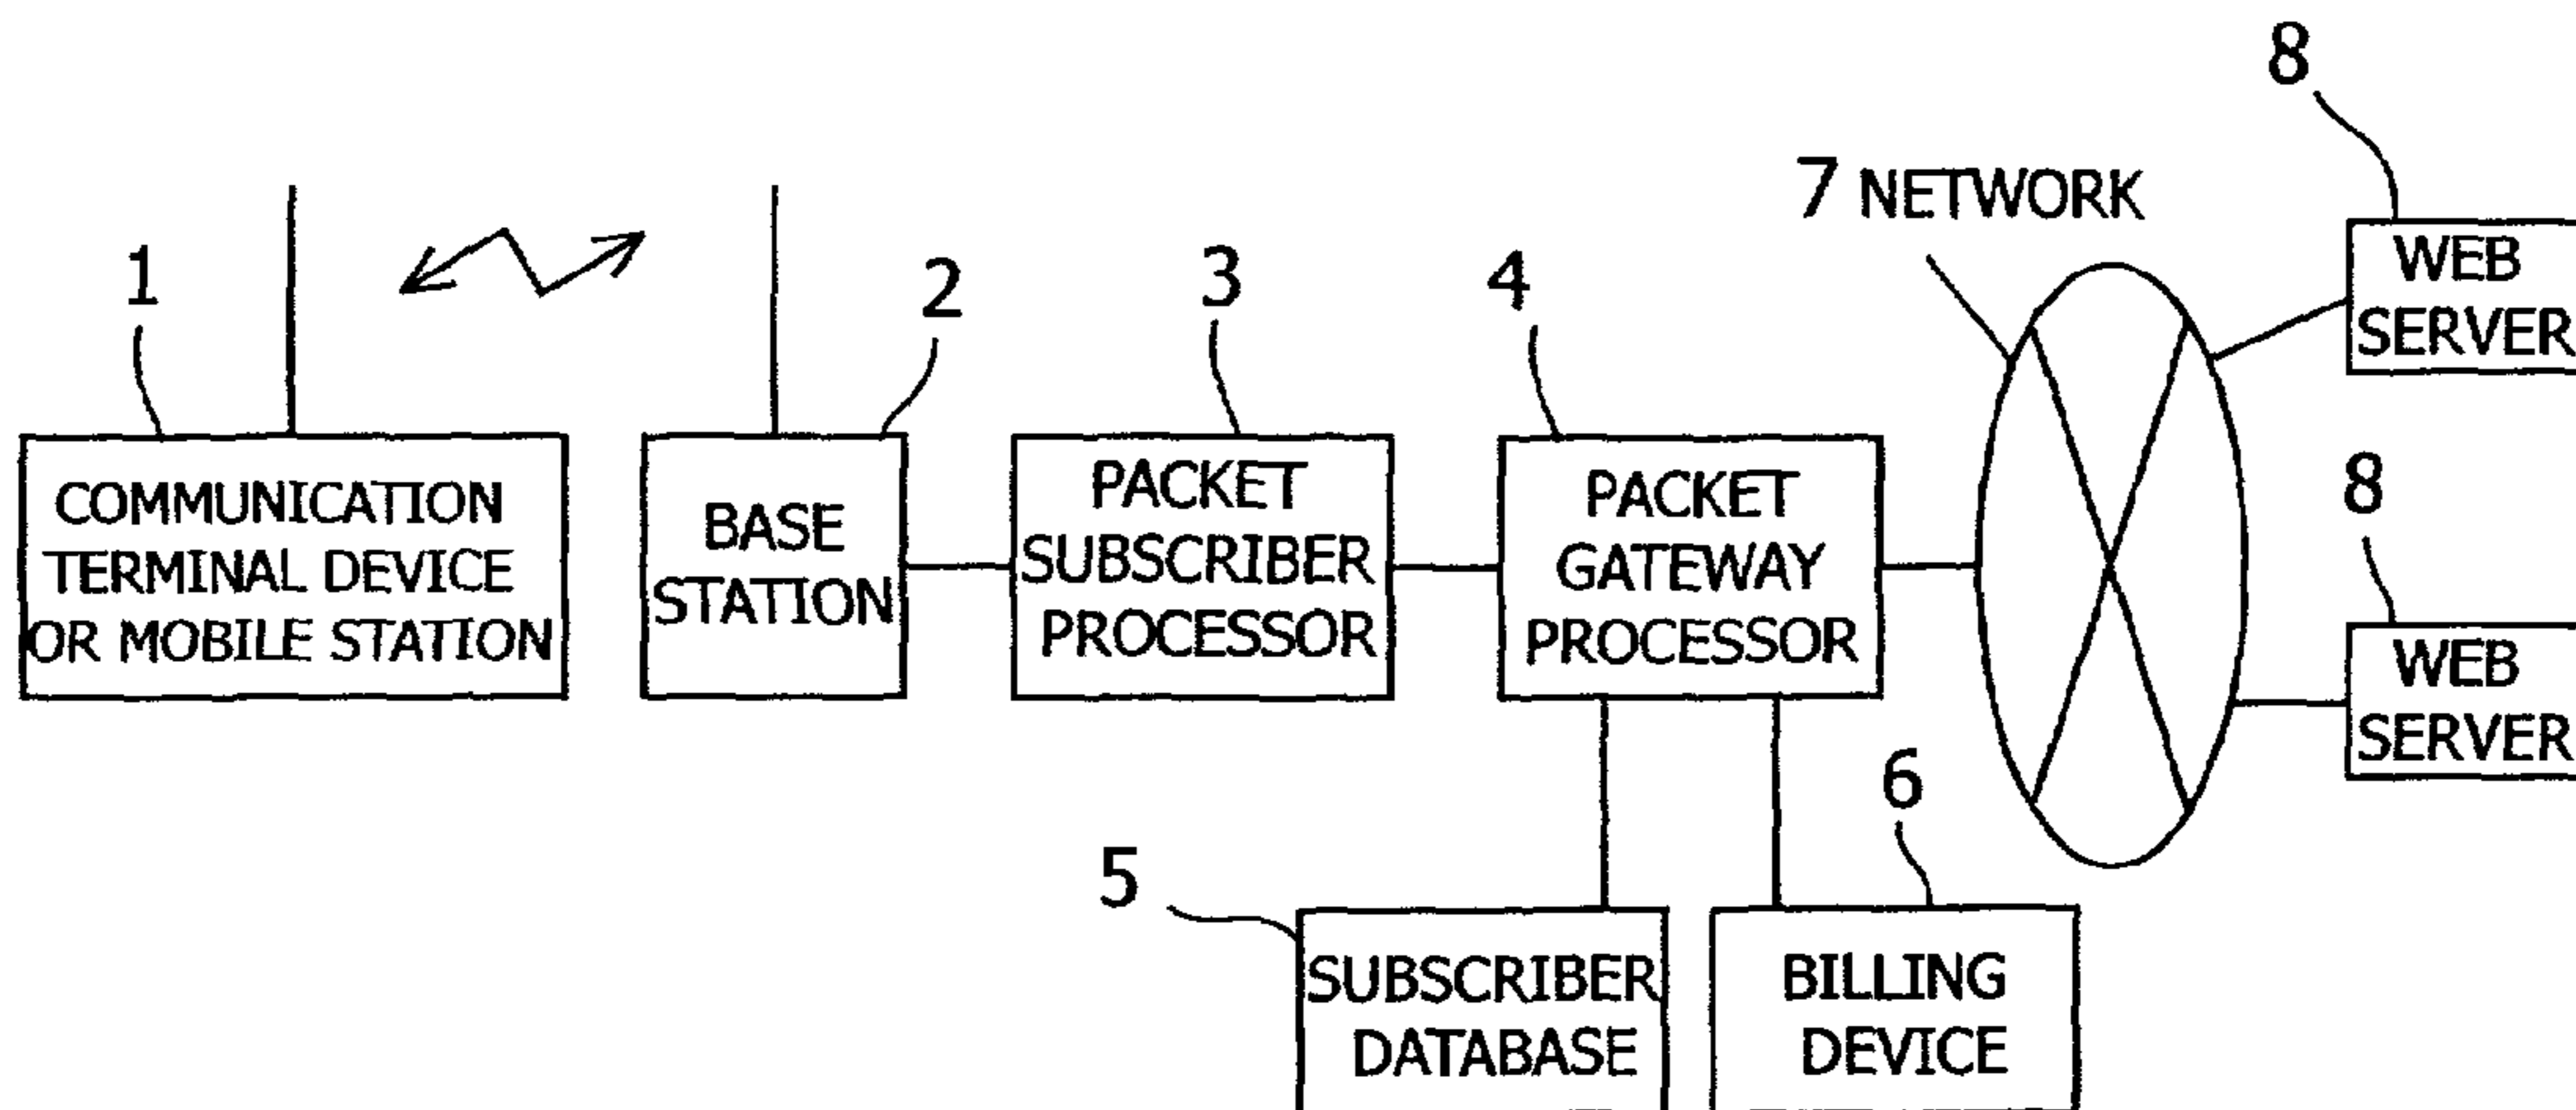 8
7 NETWORK
WEB
SERVER
1
2
3
4
COMMUNICATION
TERMINAL DEVICE
OR MOBILE STATION
BASE
STATION
PACKET
SUBSCRIBER
PROCESSOR
PACKET
GATEWAY
PROCESSOR
8
WEB
SERVER
5
6
SUBSCRIBER
DATABASE
BILLING
DEVICE